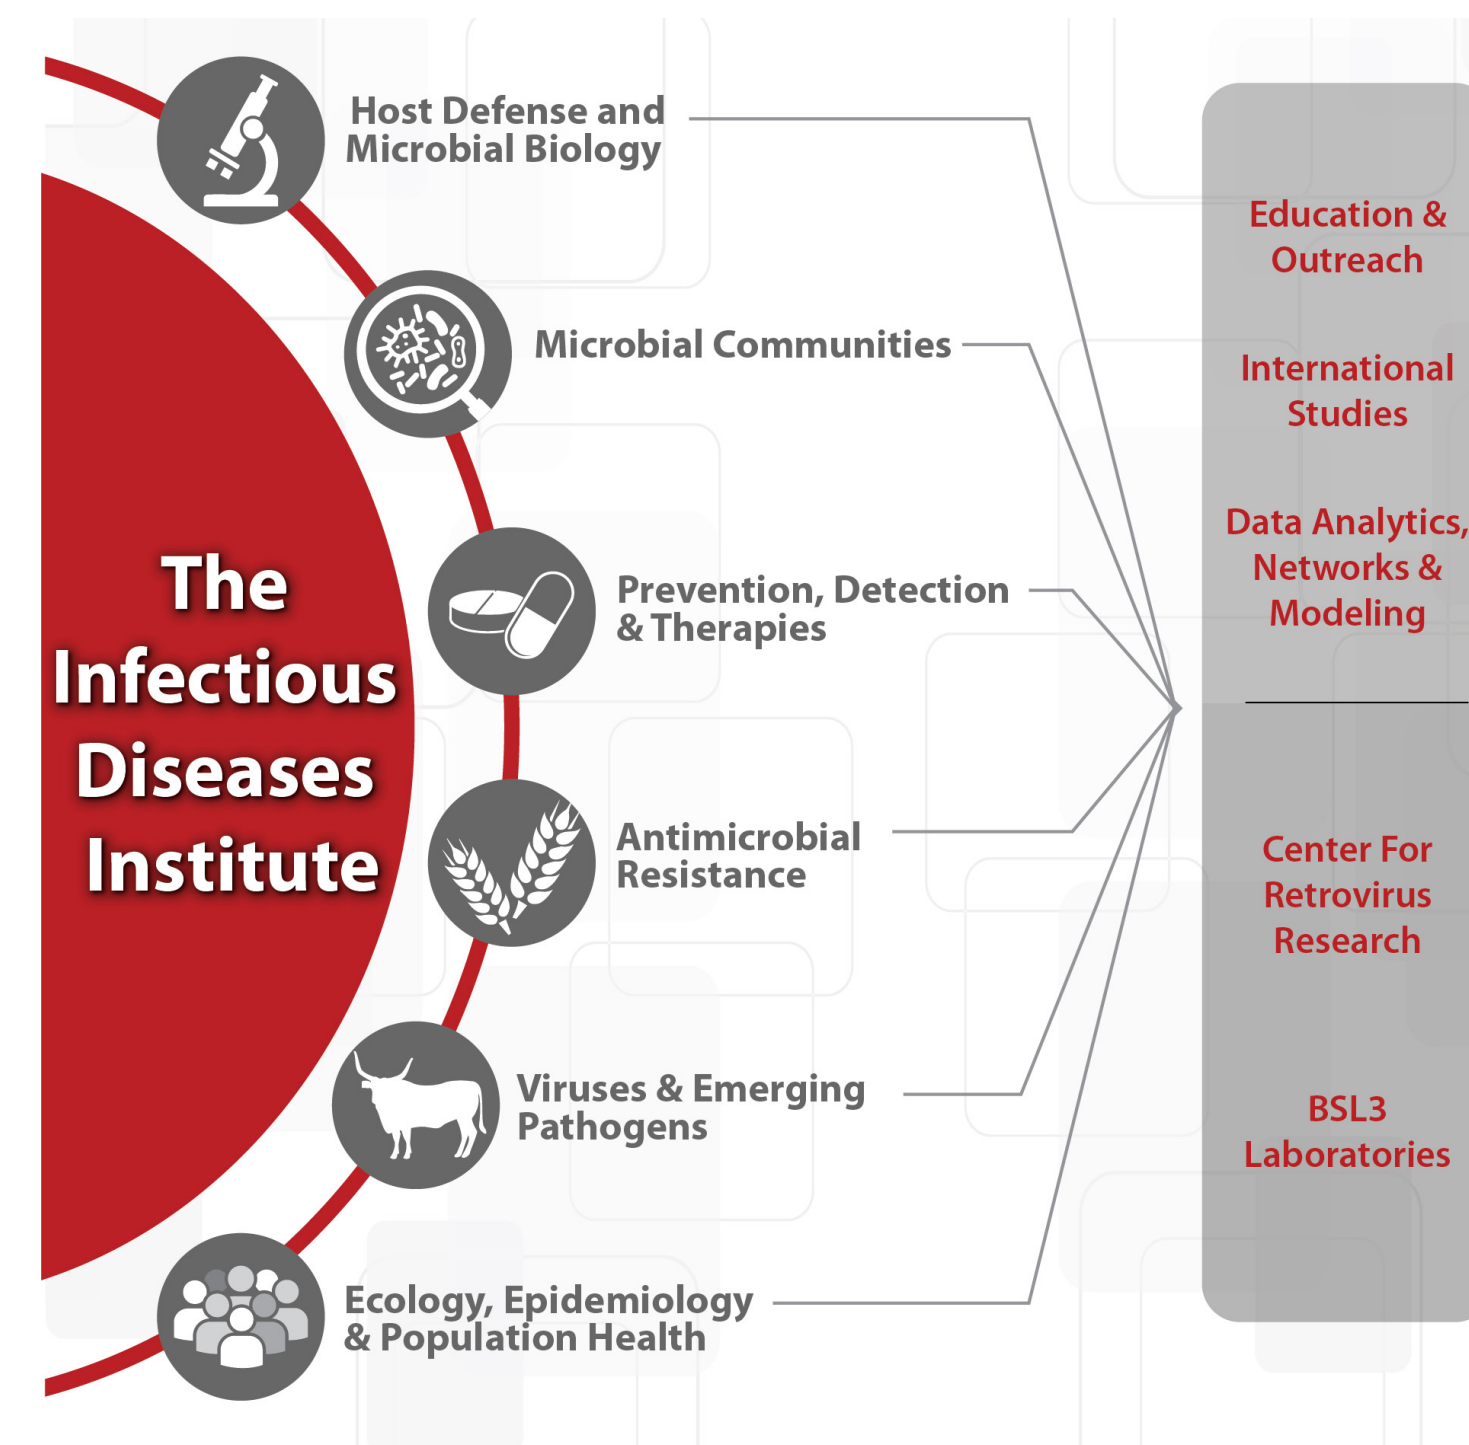 The
Infectious
Diseases
Institute
Host Defense and
Microbial Biology
Microbial Communities
Prevention, Detection
& Therapies
Antimicrobial
Resistance
Viruses & Emerging
Pathogens
Ecology, Epidemiology
& Population Health
Education &
Outreach
International
Studies
Data Analytics,
Networks &
Modeling
Center For
Retrovirus
Research
BSL3
Laboratories